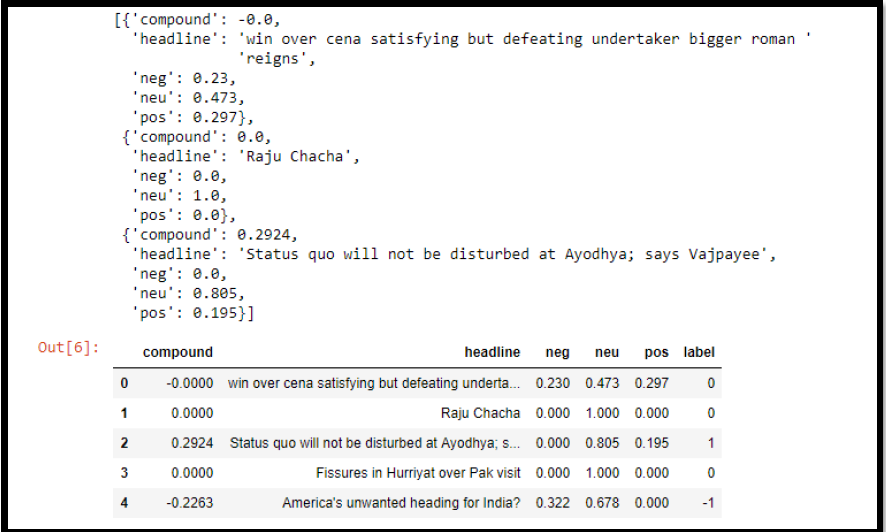 [{'compound': -0.0,
'headline': 'win over cena satisfying but defeating undertaker bigger roman '
'reigns',
'neg': 0.23,
'neu': 0.473,
'pos': 0.297},
{'compound': 0.0,
'headline': 'Raju Chacha',
'neg': 0.0,
'neu': 1.0,
'pos': 0.0},
{'compound': 0.2924,
'headline': 'Status quo will not be disturbed at Ayodhya; says Vajpayee',
'neg': 0.0,
'neu': 0.805,
'pos': 0.195}]
Out[6]:
compound headline neg neu pos label
0 -0.0000 win over cena satisfying but defeating underta... 0.230 0.473 0.297 0
1 0.0000 Raju Chacha 0.000 1.000 0.000 0
2 0.2924 Status quo will not be disturbed at Ayodhya; s... 0.000 0.805 0.195 1
3 0.0000 Fissures in Hurriyat over Pak visit 0.000 1.000 0.000 0
4 -0.2263 America's unwanted heading for India? 0.322 0.678 0.000 -1